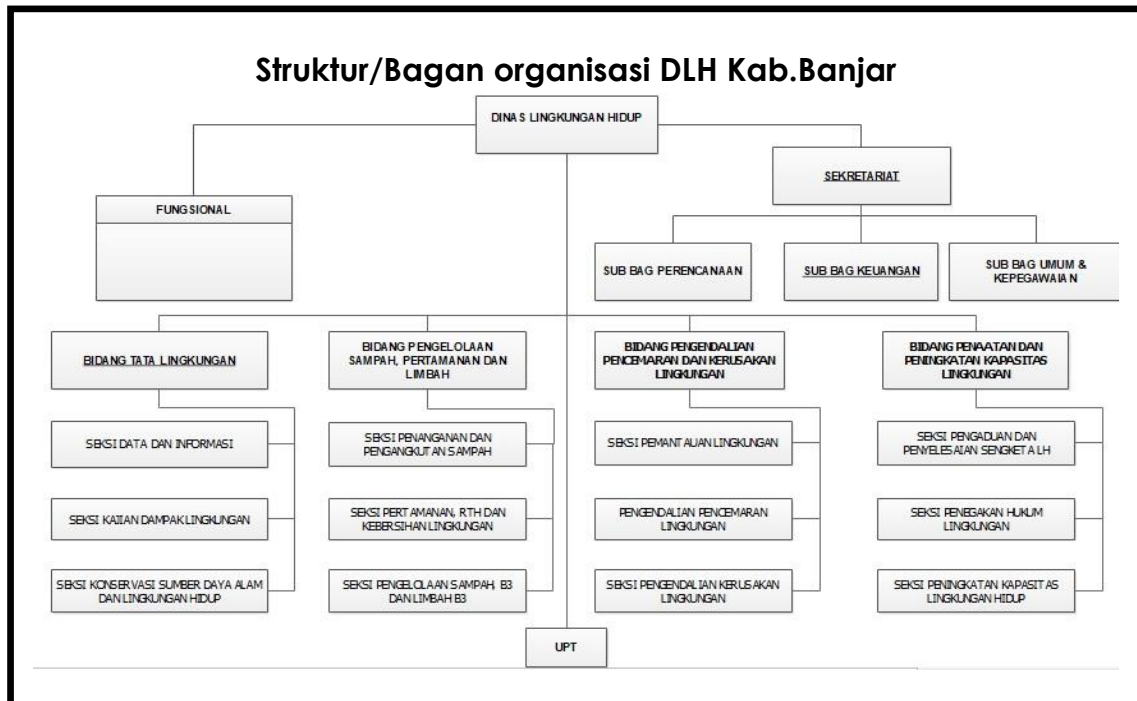 Struktur/Bagan organisasi DLH Kab.Banjar
DINAS LINGKUNGAN HIDUP
SEKRETARIAT
FUNGSIONAL
SUB BAG PERENCANAAN
SUB BAG KEUANGAN
SUB BAG UMUM &
KEPEGAWAIAN
BIDANG TATA LINGKUNGAN
BIDANG PENGELOLAAN
SAMPAH, PERTAMANAN DAN
LIMBAH
BIDANG PENGENDALIAN
PENCEMARAN DAN KERUSAKAN
LINGKUNGAN
BIDANG PENAATAN DAN
PENINGKATAN KAPASITAS
LINGKUNGAN
SEKSI DATA DAN INFORMASI
SEKSI PENANGANAN DAN
PENGANGKUTAN SAMPAH
SEKSI PEMANTAUAN LINGKUNGAN
SEKSI PENGADUAN DAN
PENYELESAIAN SENGKETA LH
SEKSI KAJIAN DAMPAK LINGKUNGAN
SEKSI PERTAMANAN, RTH DAN
KEBERSIHAN LINGKUNGAN
PENGENDALIAN PENCEMARAN
LINGKUNGAN
SEKSI PENEGAKAN HUKUM
LINGKUNGAN
SEKSI KONSERVASI SUMBER DAYA ALAM
DAN LINGKUNGAN HIDUP
SEKSI PENGELOLAAN SAMPAH, B3
DAN LIMBAH B3
SEKSI PENGENDALIAN KERUSAKAN
LINGKUNGAN
SEKSI PENINGKATAN KAPASITAS
LINGKUNGAN HIDUP
UPT